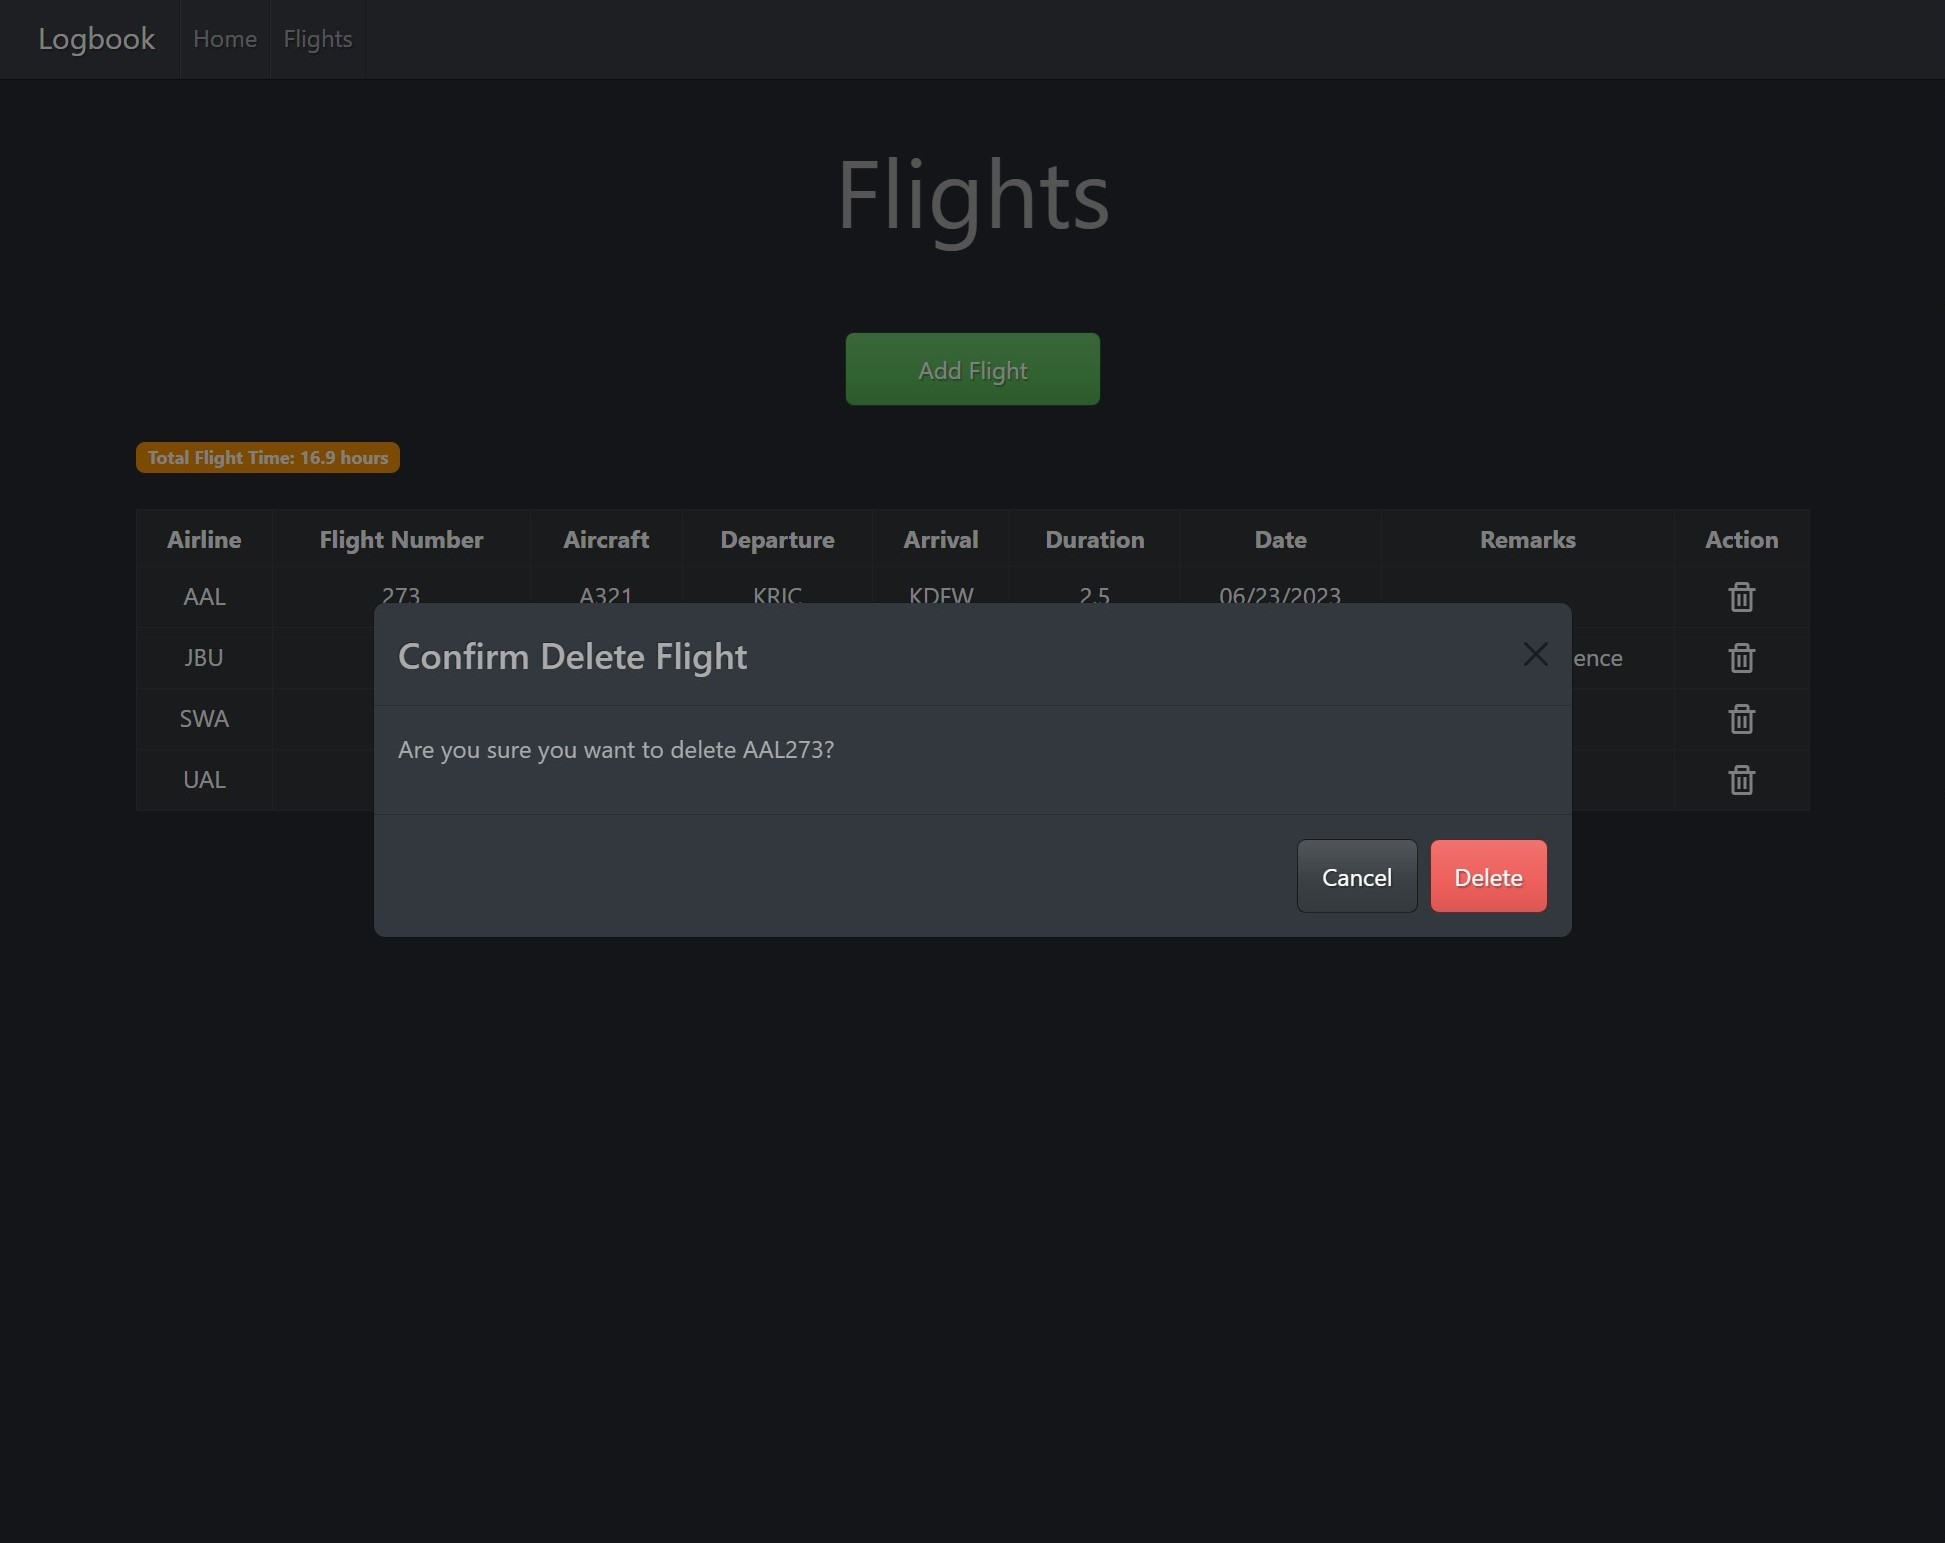 Logbook Home Flights
Flights
Add Flight
Total Flight Time: 16.9 hours
Airline Flight Number Aircraft Departure Arrival Duration Date Remarks Action
AAL 273 A321 KRIC KDFW 2.5 06/23/2023
JBU
SWA
UAL
Confirm Delete Flight
Are you sure you want to delete AAL273?
Cancel Delete